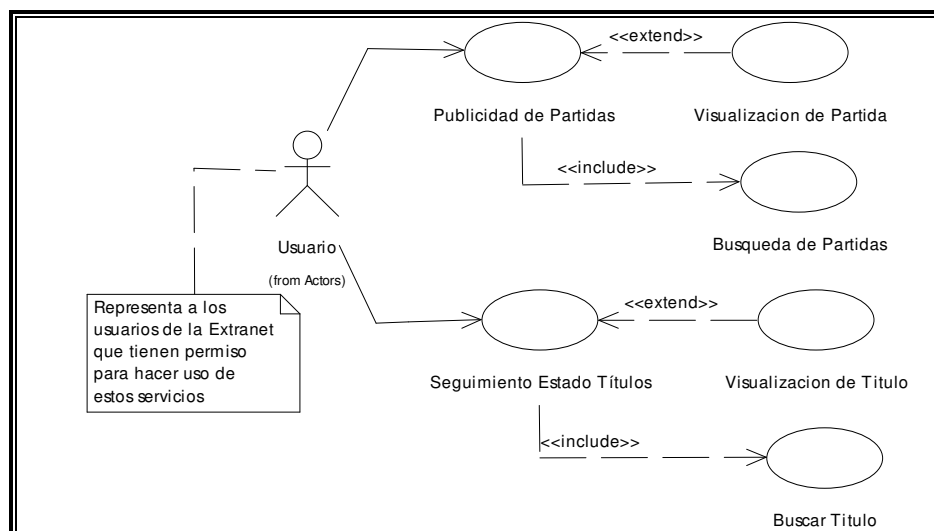 <<extend>>
Publicidad de Partidas
Visualizacion de Partida
<<include>>
Busqueda de Partidas
Usuario
(from Actors)
Representa a los
usuarios de la Extranet
que tienen permiso
para hacer uso de
estos servicios
<<extend>>
Seguimiento Estado Títulos
Visualizacion de Titulo
<<include>>
Buscar Titulo